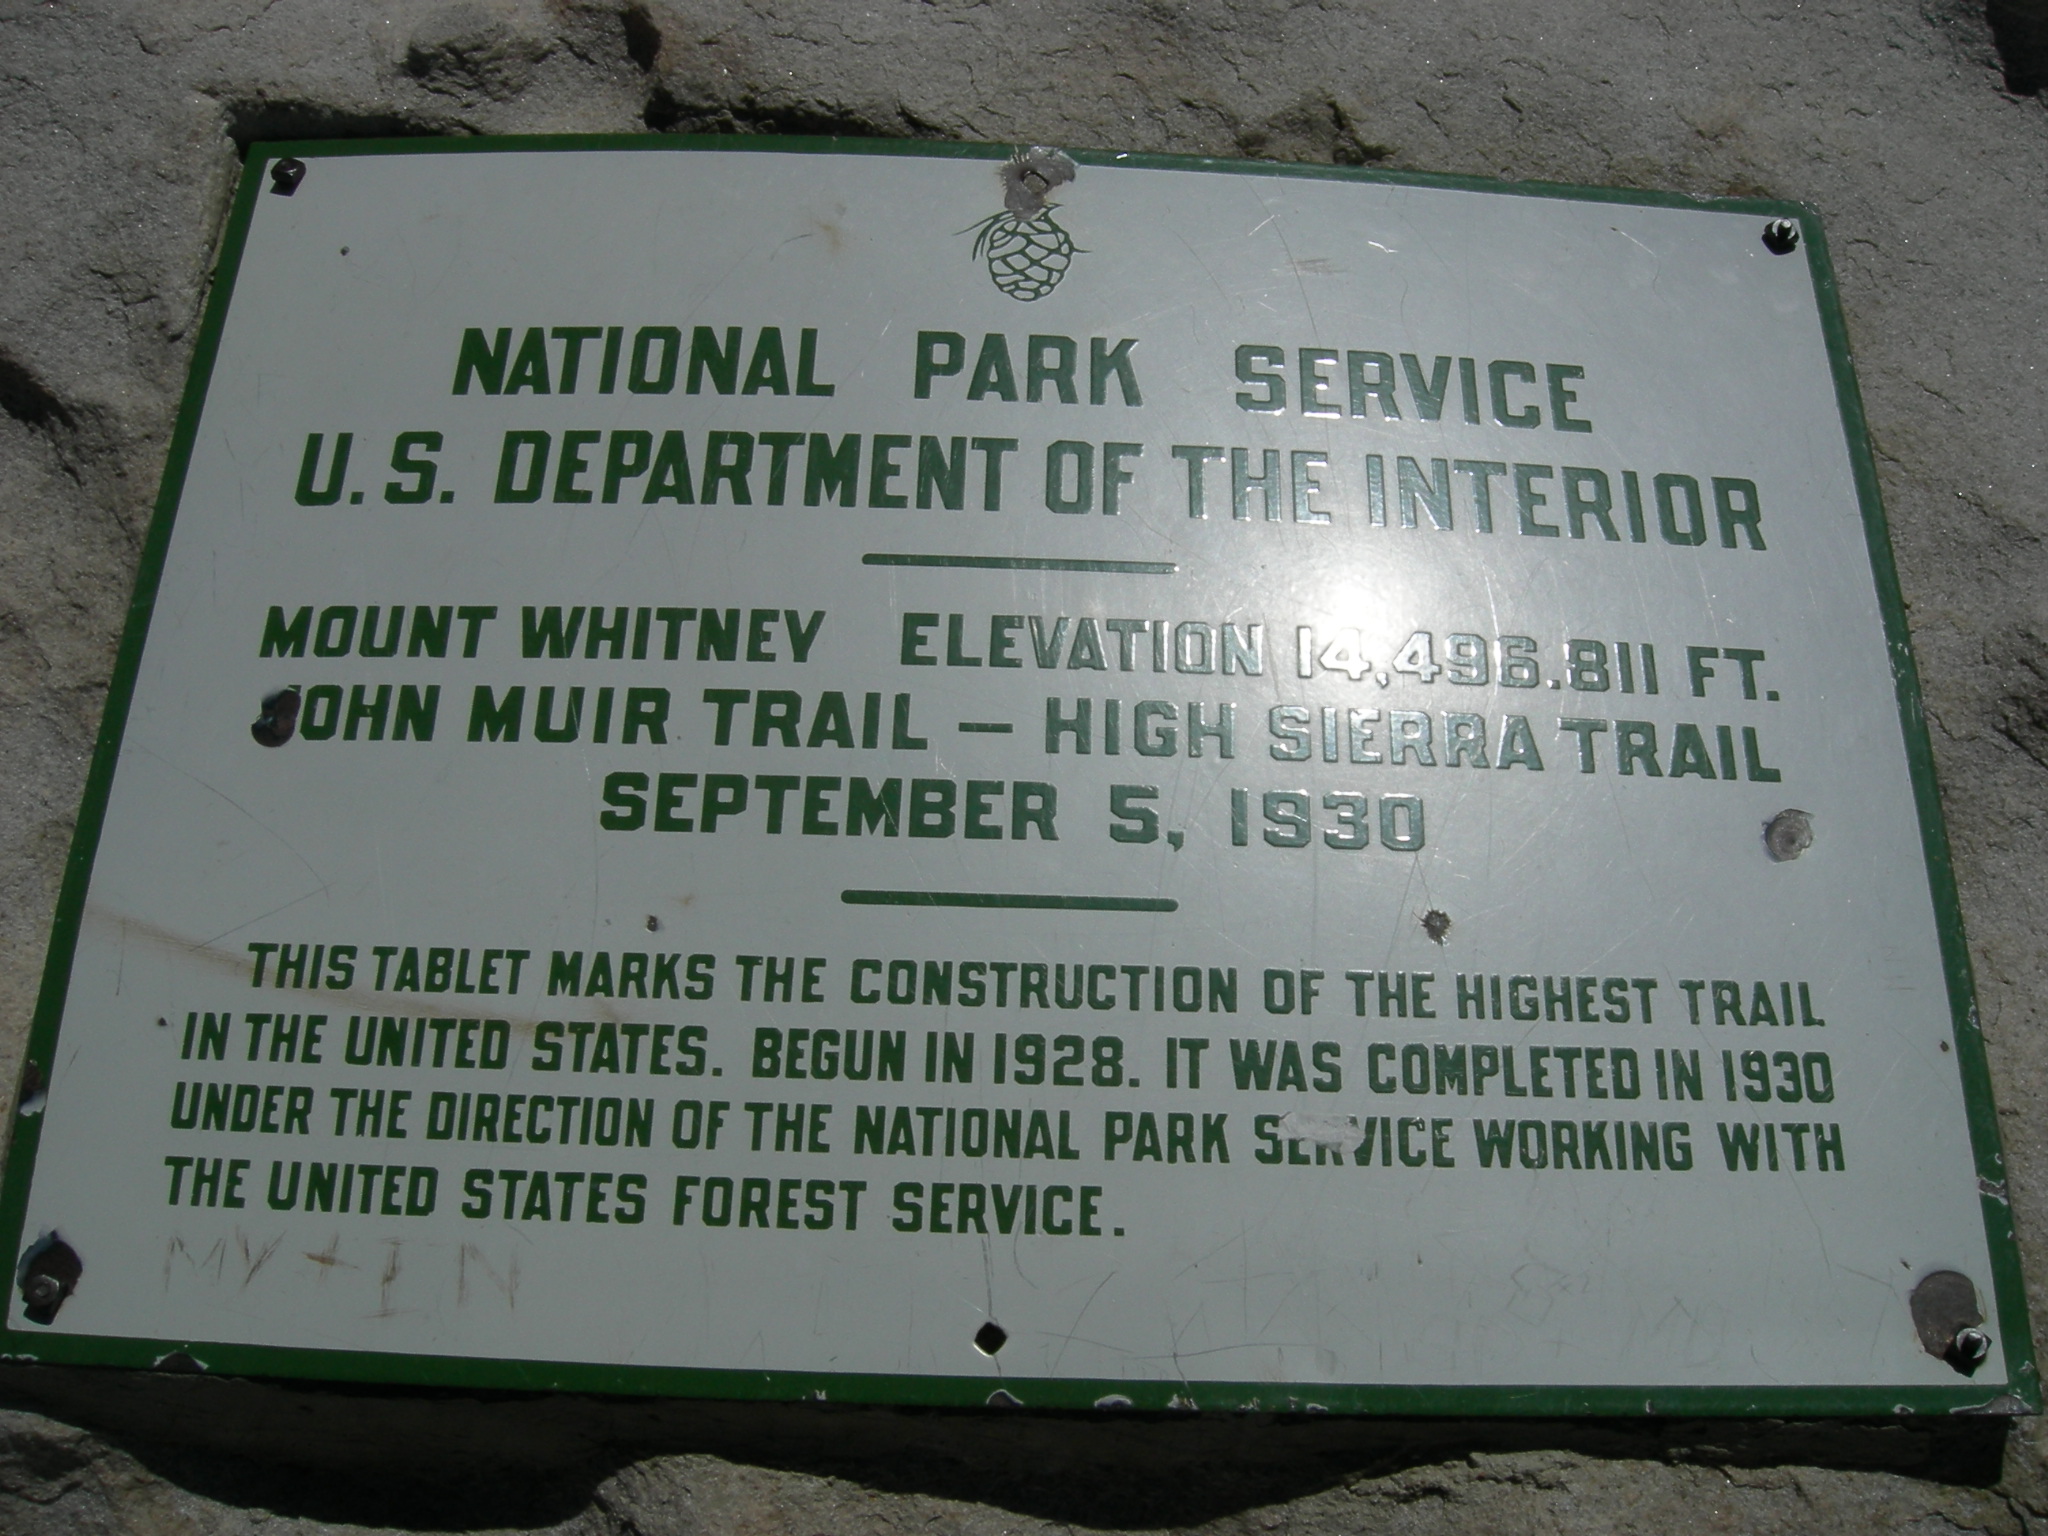 NATIONAL PARK SERVICE
U.S. DEPARTMENT OF THE INTERIOR
MOUNT WHITNEY ELEVATION 14,496.811 FT.
JOHN MUIR TRAIL — HIGH SIERRA TRAIL
SEPTEMBER 5, 1930
THIS TABLET MARKS THE CONSTRUCTION OF THE HIGHEST TRAIL
IN THE UNITED STATES. BEGUN IN 1928. IT WAS COMPLETED IN 1930
UNDER THE DIRECTION OF THE NATIONAL PARK SERVICE WORKING WITH
THE UNITED STATES FOREST SERVICE.